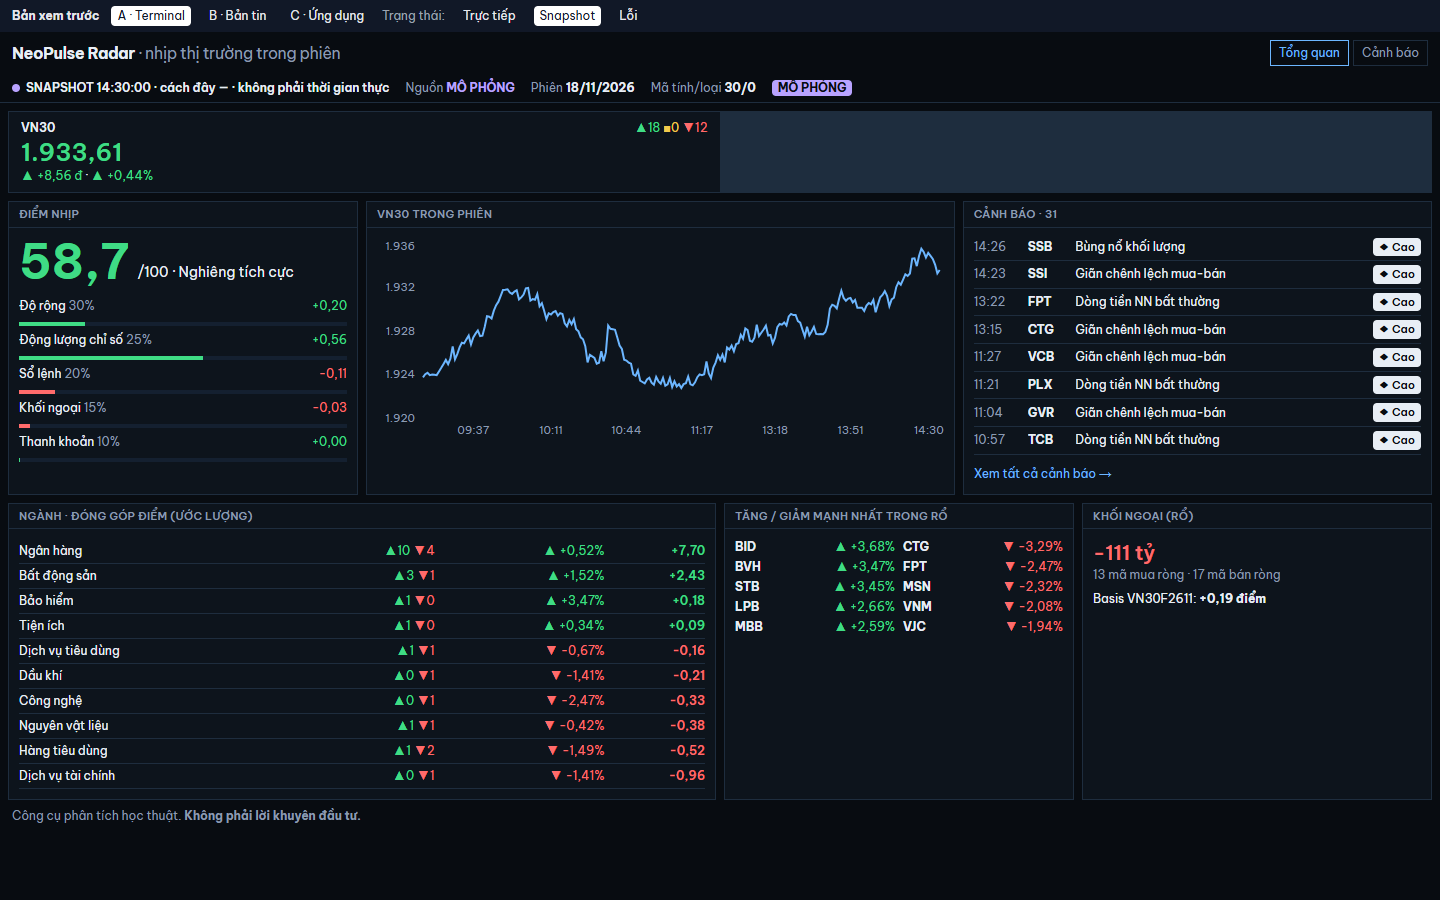 Bản xem trước A · Terminal B · Bản tin C · Ứng dụng Trạng thái: Trực tiếp Snapshot Lỗi
NeoPulse Radar · nhịp thị trường trong phiên Tổng quan Cảnh báo
SNAPSHOT 14:30:00 · cách đây — · không phải thời gian thực Nguồn MÔ PHỎNG Phiên 18/11/2026 Mã tính/loại 30/0 MÔ PHỎNG
VN30 ▲18 ■0 ▼12
1.933,61
▲ +8,56 đ · ▲ +0,44%
ĐIỂM NHỊP
58,7 /100 · Nghiêng tích cực
Độ rộng 30% +0,20
Động lượng chỉ số 25% +0,56
Sổ lệnh 20% -0,11
Khối ngoại 15% -0,03
Thanh khoản 10% +0,00
VN30 TRONG PHIÊN
1.936
1.932
1.928
1.924
1.920
09:37 10:11 10:44 11:17 13:18 13:51 14:30
CẢNH BÁO · 31
14:26 SSB Bùng nổ khối lượng ◆ Cao
14:23 SSI Giãn chênh lệch mua-bán ◆ Cao
13:22 FPT Dòng tiền NN bất thường ◆ Cao
13:15 CTG Giãn chênh lệch mua-bán ◆ Cao
11:27 VCB Giãn chênh lệch mua-bán ◆ Cao
11:21 PLX Dòng tiền NN bất thường ◆ Cao
11:04 GVR Giãn chênh lệch mua-bán ◆ Cao
10:57 TCB Dòng tiền NN bất thường ◆ Cao
Xem tất cả cảnh báo →
NGÀNH · ĐÓNG GÓP ĐIỂM (ƯỚC LƯỢNG)
Ngân hàng ▲10 ▼4 ▲ +0,52% +7,70
Bất động sản ▲3 ▼1 ▲ +1,52% +2,43
Bảo hiểm ▲1 ▼0 ▲ +3,47% +0,18
Tiện ích ▲1 ▼0 ▲ +0,34% +0,09
Dịch vụ tiêu dùng ▲1 ▼1 ▼ -0,67% -0,16
Dầu khí ▲0 ▼1 ▼ -1,41% -0,21
Công nghệ ▲0 ▼1 ▼ -2,47% -0,33
Nguyên vật liệu ▲1 ▼1 ▼ -0,42% -0,38
Hàng tiêu dùng ▲1 ▼2 ▼ -1,49% -0,52
Dịch vụ tài chính ▲0 ▼1 ▼ -1,41% -0,96
TĂNG / GIẢM MẠNH NHẤT TRONG RỔ
BID ▲ +3,68% CTG ▼ -3,29%
BVH ▲ +3,47% FPT ▼ -2,47%
STB ▲ +3,45% MSN ▼ -2,32%
LPB ▲ +2,66% VNM ▼ -2,08%
MBB ▲ +2,59% VJC ▼ -1,94%
KHỐI NGOẠI (RỔ)
-111 tỷ
13 mã mua ròng · 17 mã bán ròng
Basis VN30F2611: +0,19 điểm
Công cụ phân tích học thuật. Không phải lời khuyên đầu tư.